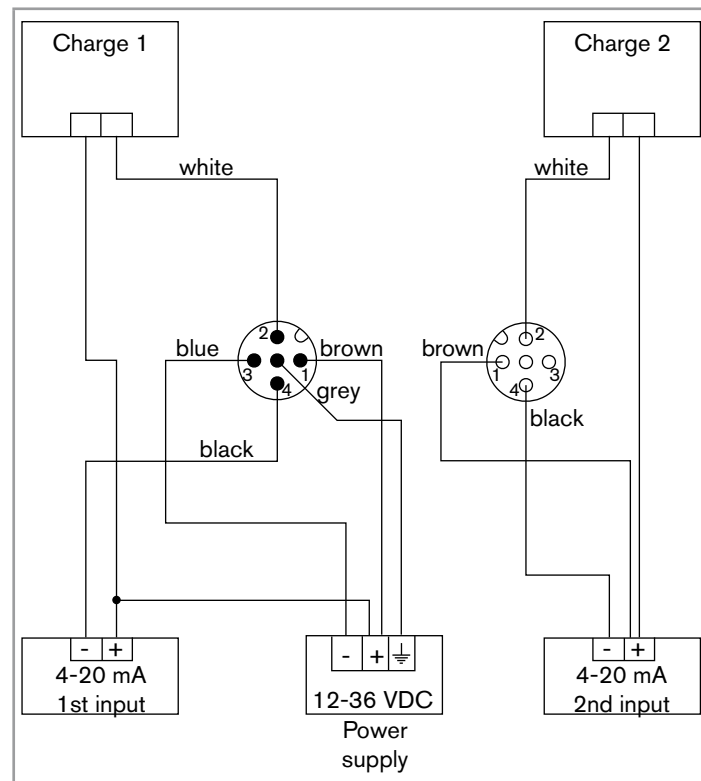 Charge 1
Charge 2
white
white
2
2
blue
brown
brown
3
1
1
3
4
grey
4
black
black
- +
- +
- +
4-20 mA
1st input
12-36 VDC
4-20 mA
2nd input
Power
supply